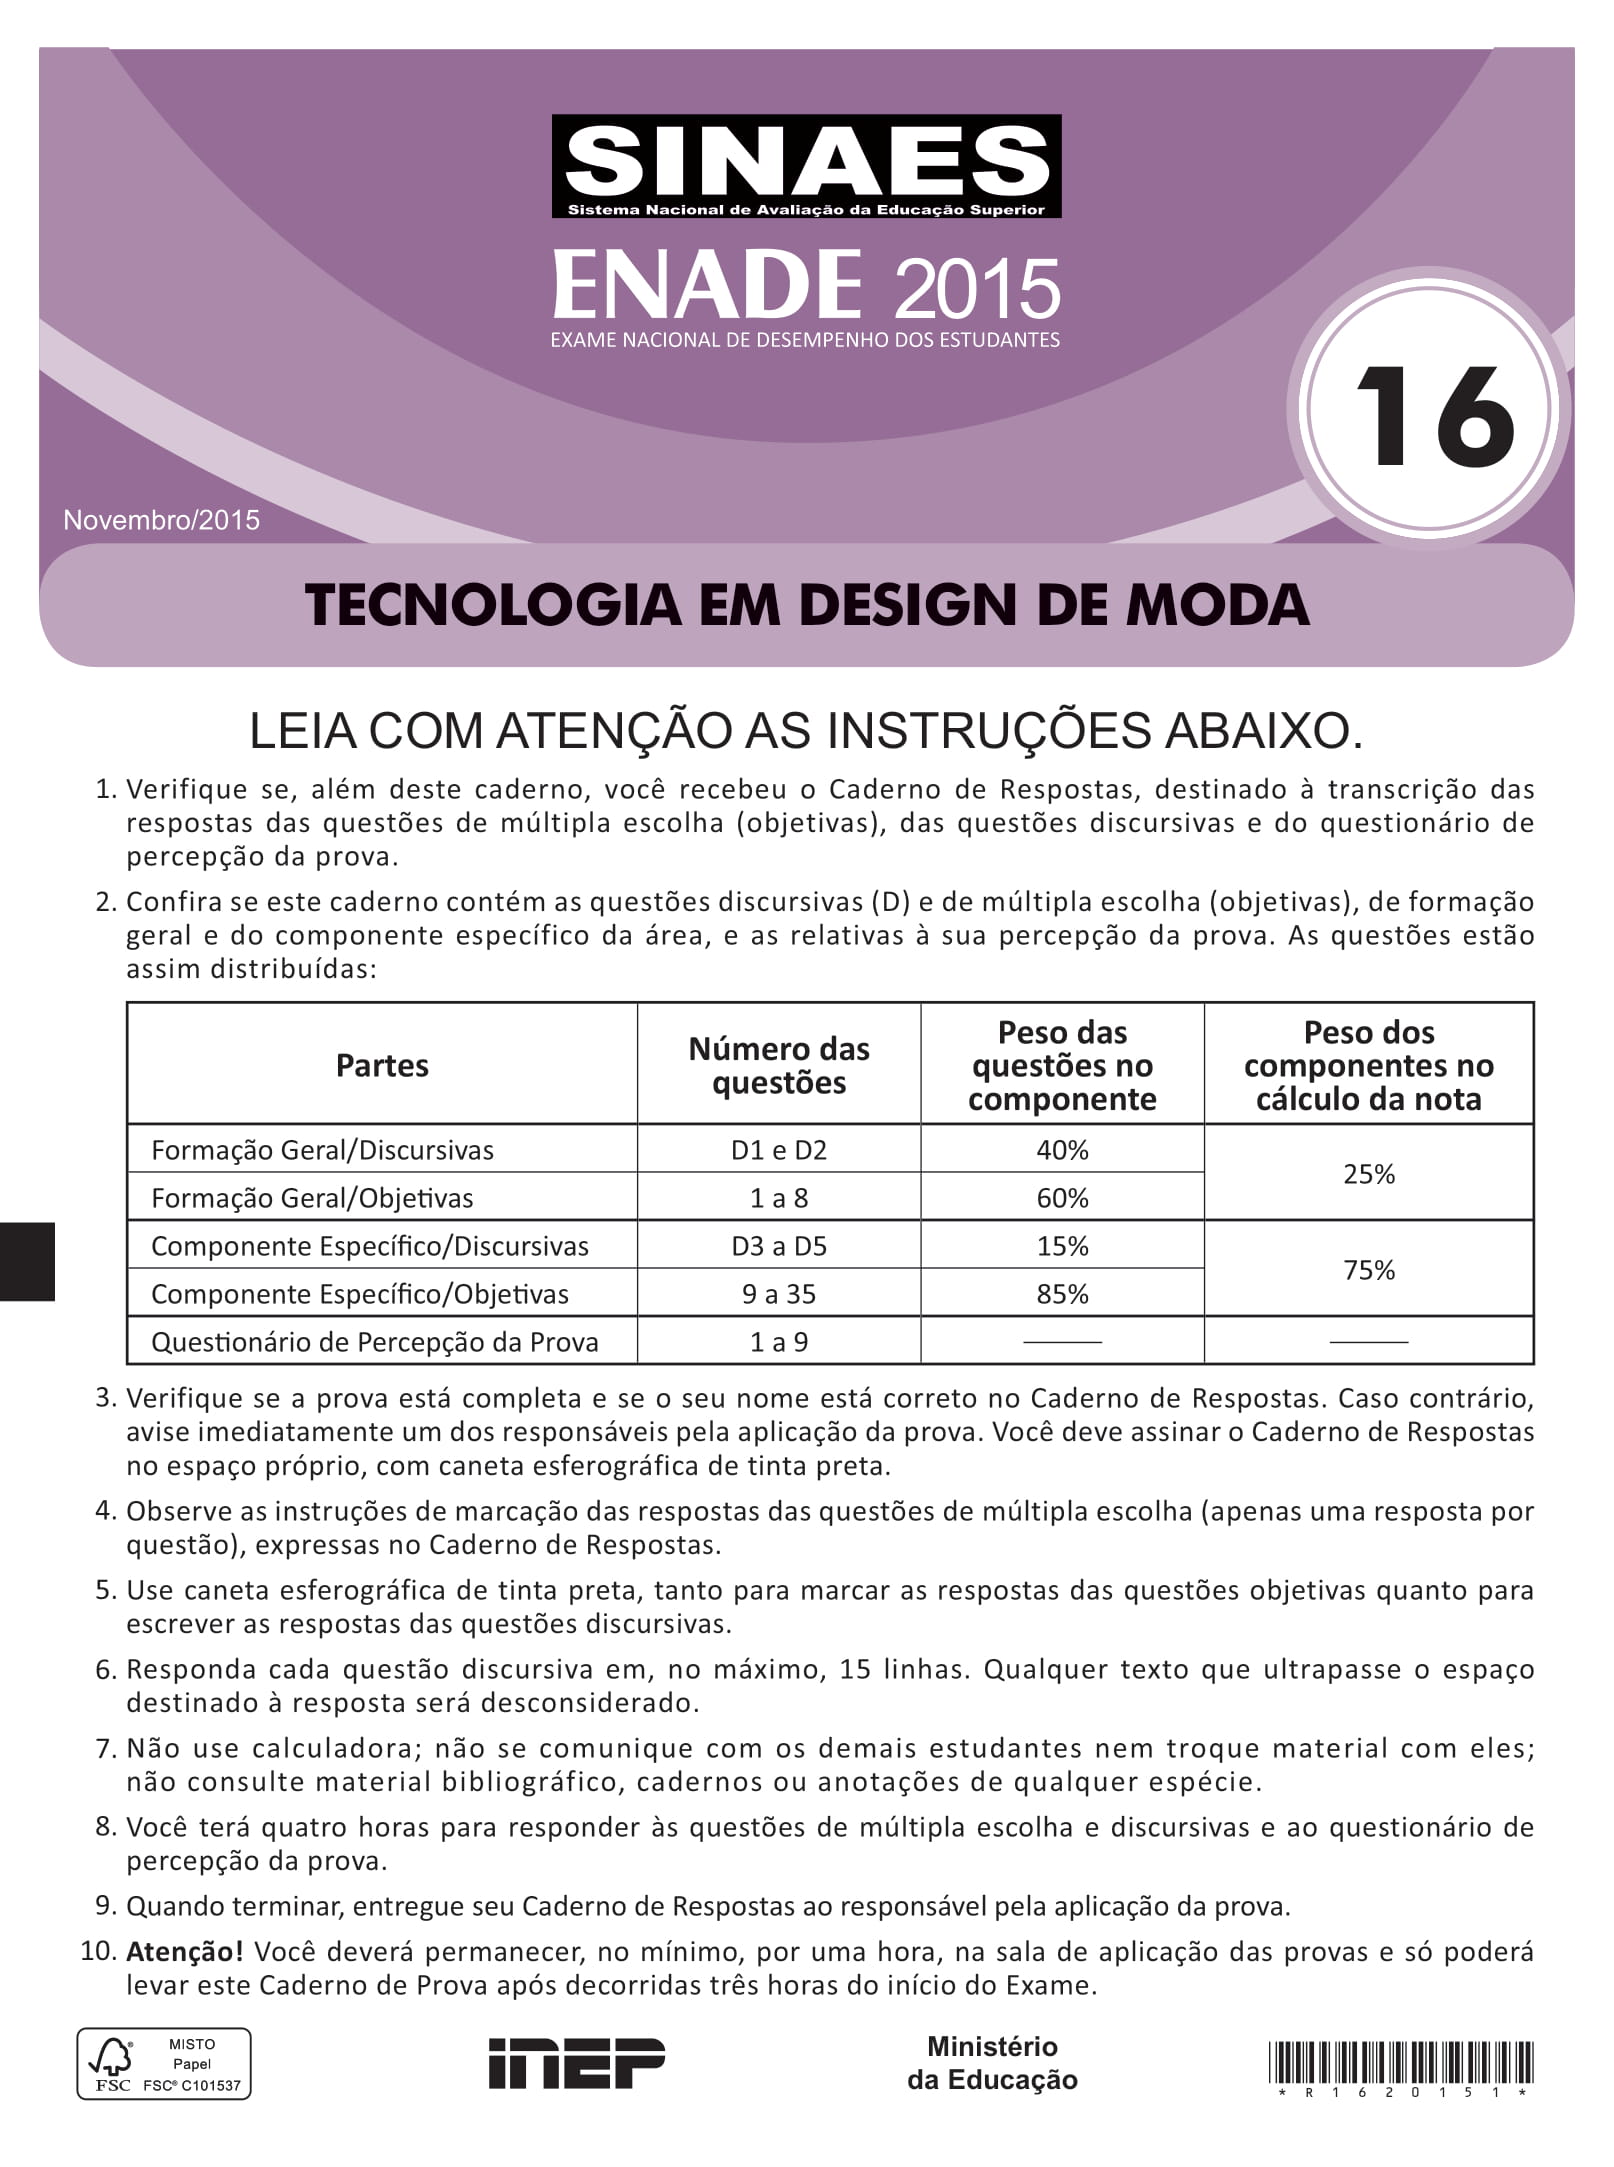 SINAES
Sistema Nacional de Avaliação da Educação Superior
ENADE 2015
EXAME NACIONAL DE DESEMPENHO DOS ESTUDANTES
16
Novembro/2015
TECNOLOGIA EM DESIGN DE MODA
LEIA COM ATENÇÃO AS INSTRUÇÕES ABAIXO.
1. Verifique se, além deste caderno, você recebeu o Caderno de Respostas, destinado à transcrição das
respostas das questões de múltipla escolha (objetivas), das questões discursivas e do questionário de
percepção da prova.
2. Confira se este caderno contém as questões discursivas (D) e de múltipla escolha (objetivas), de formação
geral e do componente específico da área, e as relativas à sua percepção da prova. As questões estão
assim distribuídas:
Partes
Número das
questões
Peso das
questões no
componente
Peso dos
componentes no
cálculo da nota
Formação Geral/Discursivas D1 e D2 40%
25%
Formação Geral/Objetivas 1 a 8 60%
Componente Específico/Discursivas D3 a D5 15%
75%
Componente Específico/Objetivas 9 a 35 85%
Questionário de Percepção da Prova 1 a 9
3. Verifique se a prova está completa e se o seu nome está correto no Caderno de Respostas. Caso contrário,
avise imediatamente um dos responsáveis pela aplicação da prova. Você deve assinar o Caderno de Respostas
no espaço próprio, com caneta esferográfica de tinta preta.
4. Observe as instruções de marcação das respostas das questões de múltipla escolha (apenas uma resposta por
questão), expressas no Caderno de Respostas.
5. Use caneta esferográfica de tinta preta, tanto para marcar as respostas das questões objetivas quanto para
escrever as respostas das questões discursivas.
6. Responda cada questão discursiva em, no máximo, 15 linhas. Qualquer texto que ultrapasse o espaço
destinado à resposta será desconsiderado.
7. Não use calculadora; não se comunique com os demais estudantes nem troque material com eles;
não consulte material bibliográfico, cadernos ou anotações de qualquer espécie.
8. Você terá quatro horas para responder às questões de múltipla escolha e discursivas e ao questionário de
percepção da prova.
9. Quando terminar, entregue seu Caderno de Respostas ao responsável pela aplicação da prova.
10. Atenção! Você deverá permanecer, no mínimo, por uma hora, na sala de aplicação das provas e só poderá
levar este Caderno de Prova após decorridas três horas do início do Exame.
MISTO
Papel
FSC® C101537
FSC
INEP
Ministério
da Educação
* R 1 6 2 0 1 5 1 *